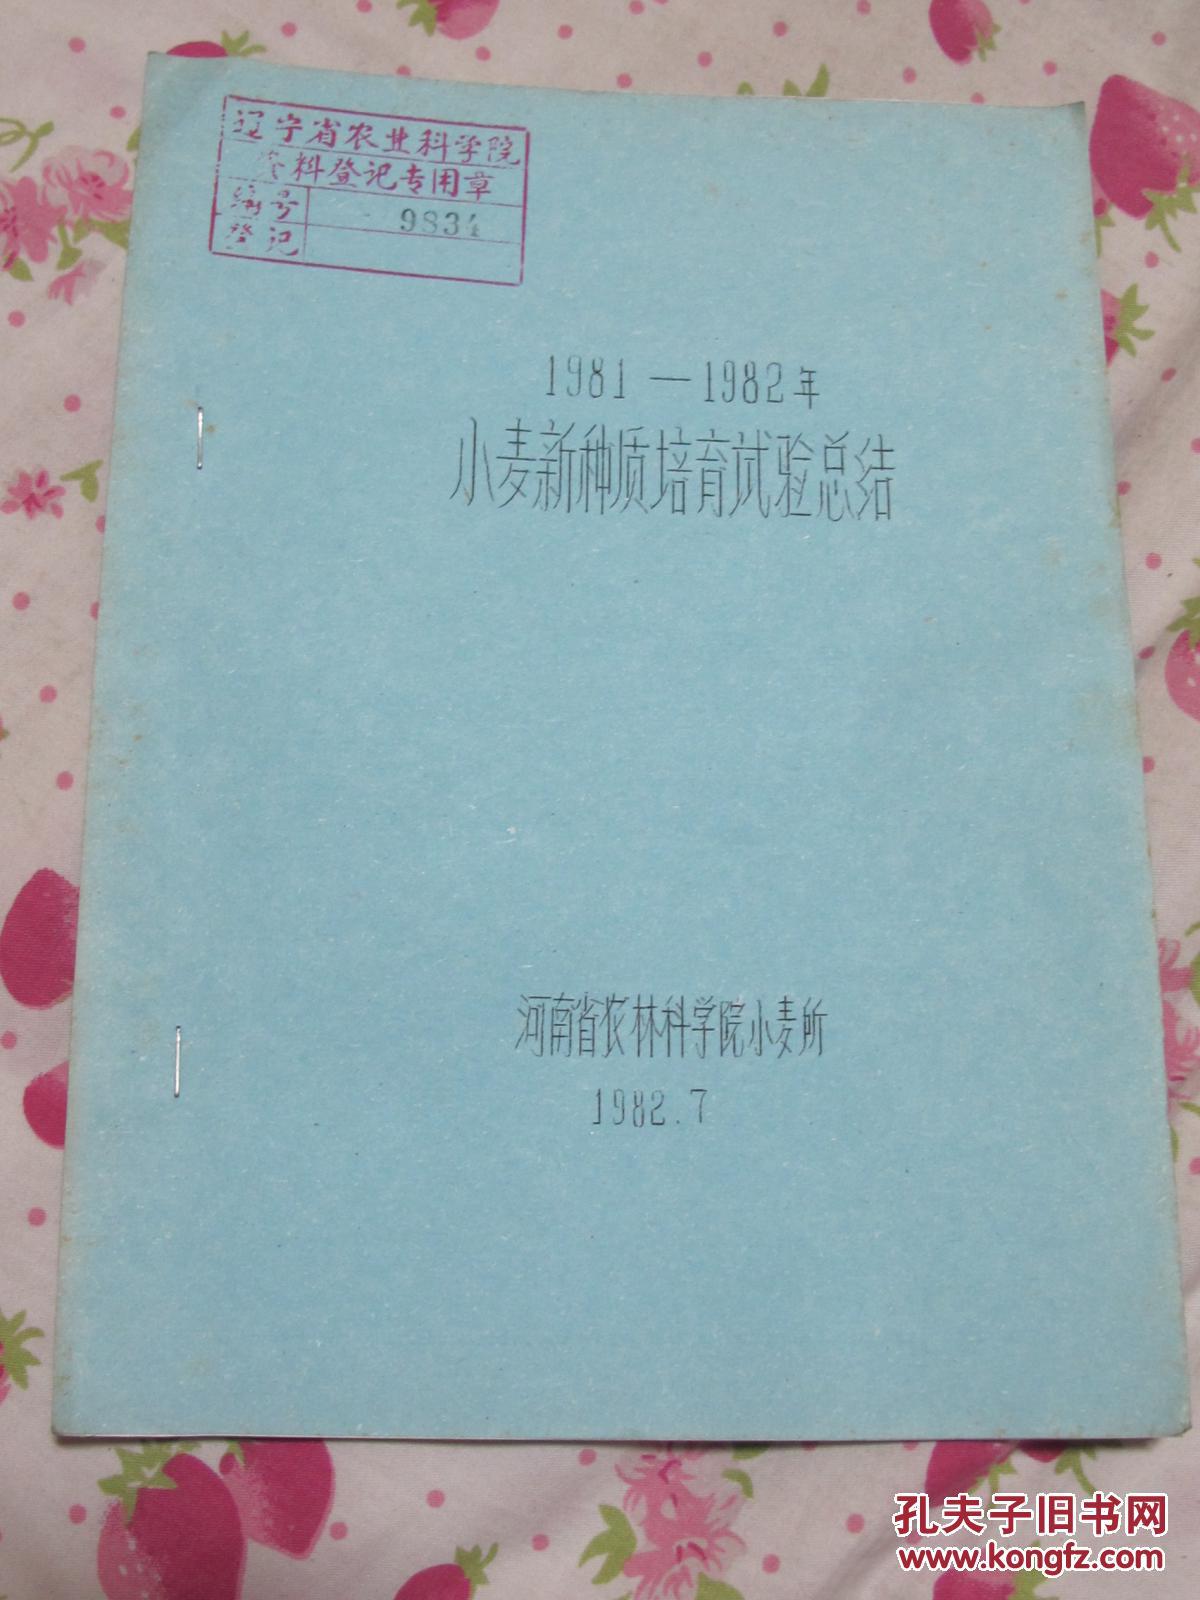 辽宁省农业科学院
资料登记专用章
编号 9834
登记
1981—1982年
小麦新种质培育试验总结
河南省农林科学院小麦所
1982.7
孔夫子旧书网
www.kongfz.com